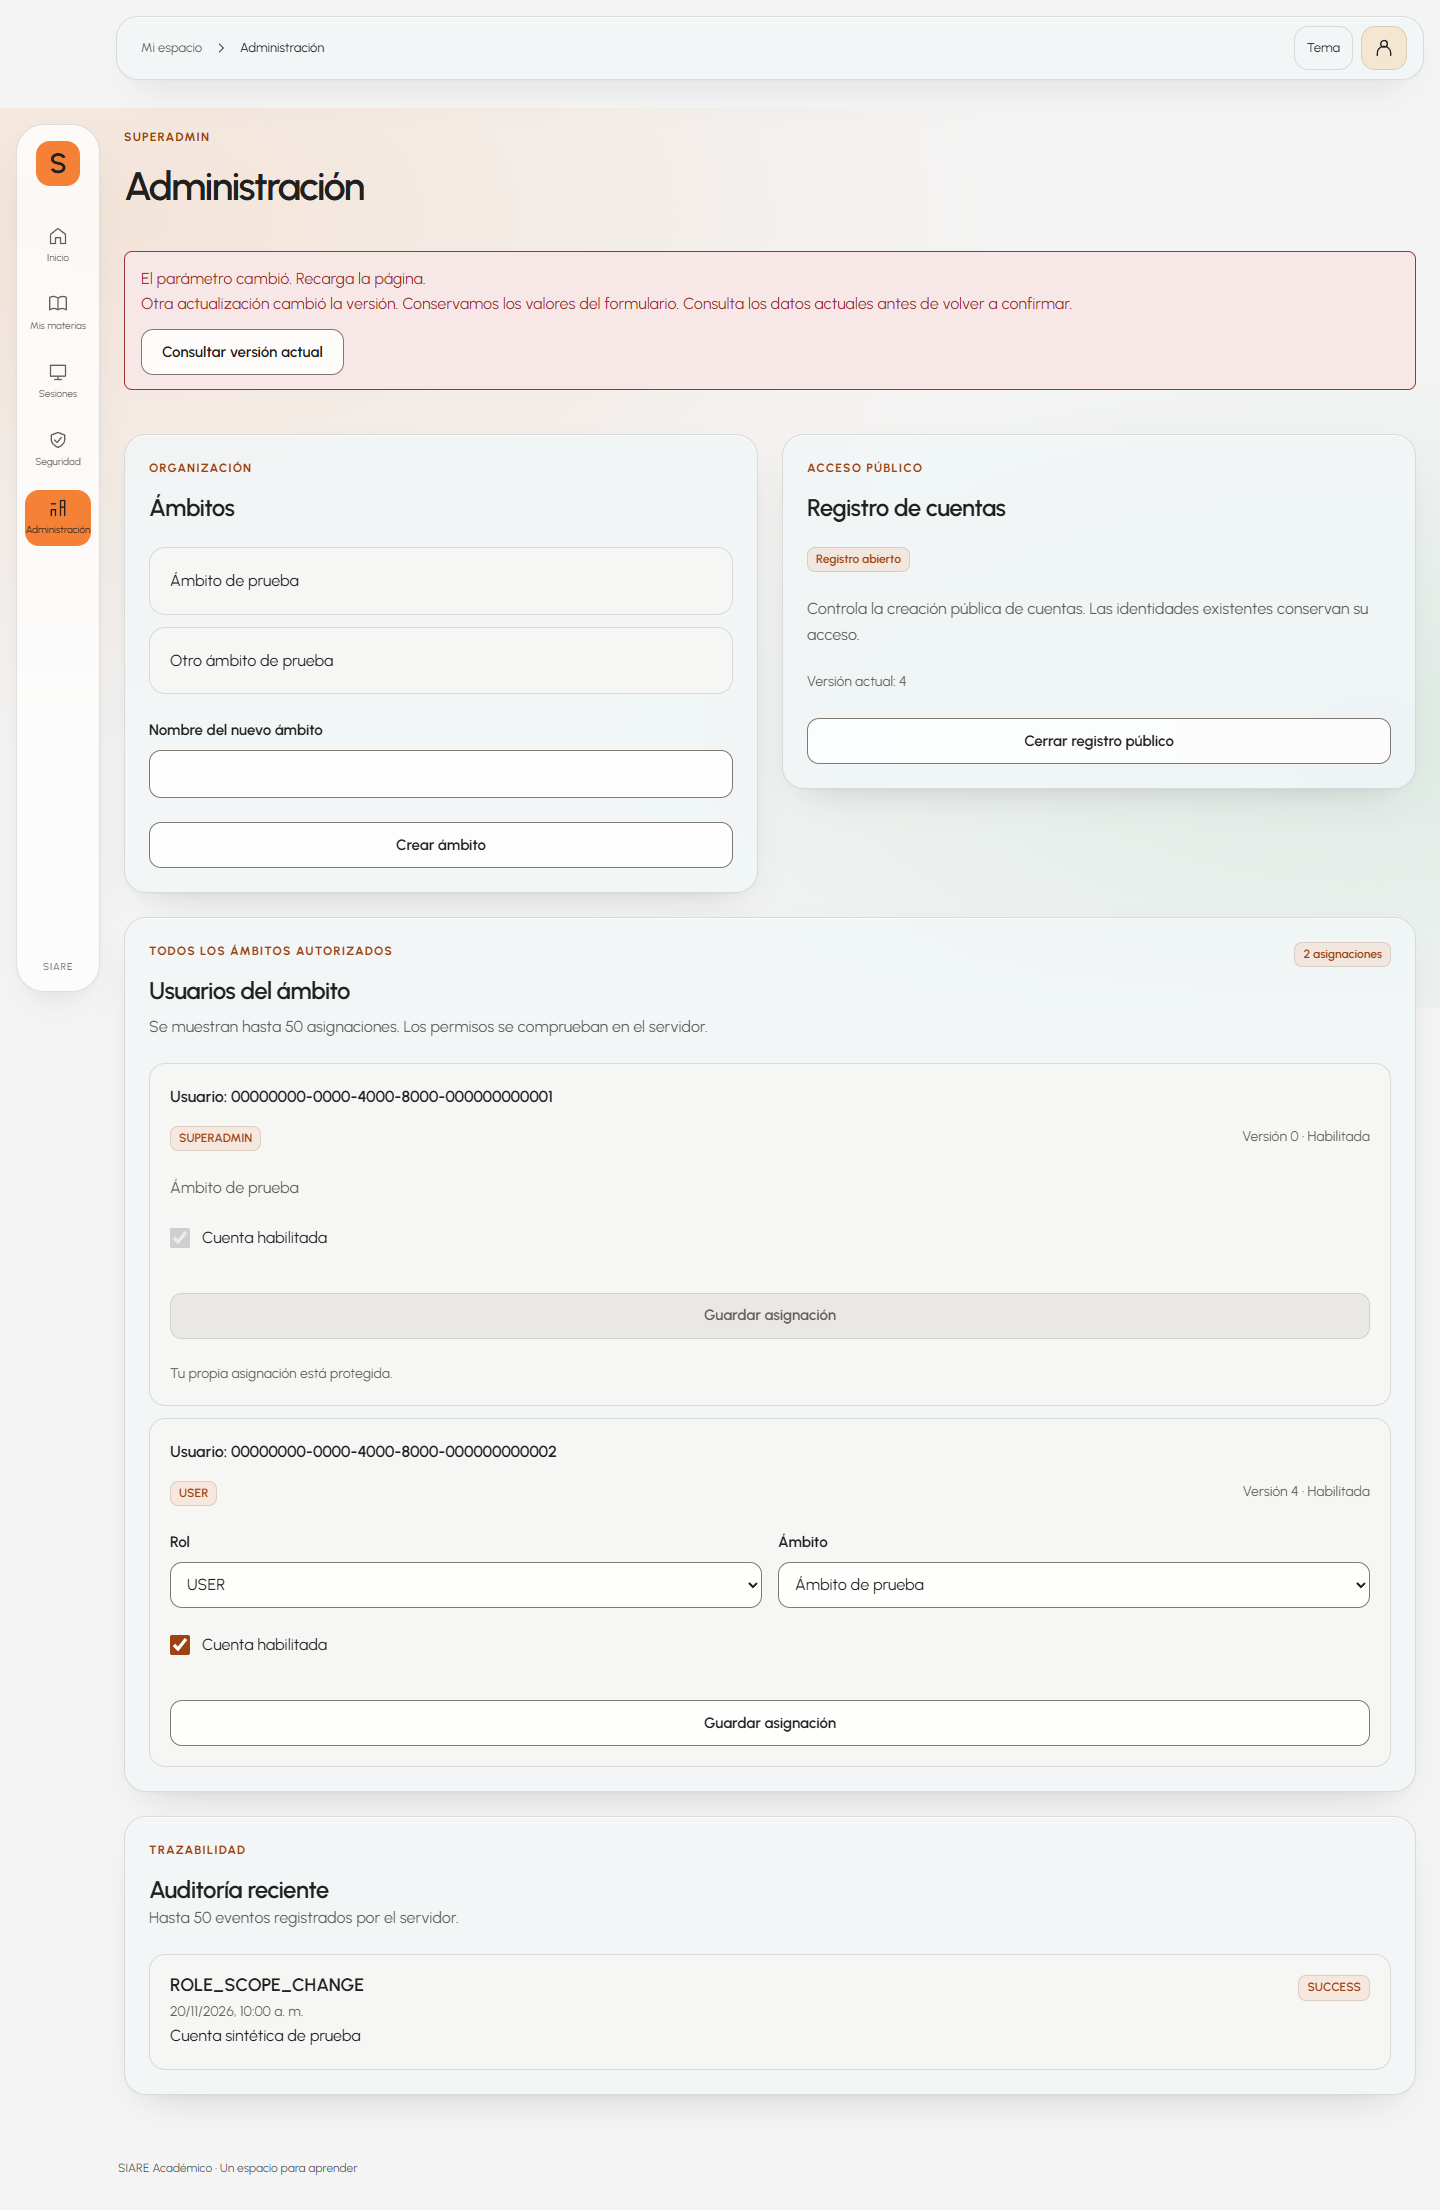 Mi espacio > Administración
Tema
S
Inicio
Mis materias
Sesiones
Seguridad
Administración
SIARE
SUPERADMIN
Administración
El parámetro cambió. Recarga la página.
Otra actualización cambió la versión. Conservamos los valores del formulario. Consulta los datos actuales antes de volver a confirmar.
Consultar versión actual
ORGANIZACIÓN
Ámbitos
Ámbito de prueba
Otro ámbito de prueba
Nombre del nuevo ámbito
Crear ámbito
ACCESO PÚBLICO
Registro de cuentas
Registro abierto
Controla la creación pública de cuentas. Las identidades existentes conservan su
acceso.
Versión actual: 4
Cerrar registro público
TODOS LOS ÁMBITOS AUTORIZADOS
2 asignaciones
Usuarios del ámbito
Se muestran hasta 50 asignaciones. Los permisos se comprueban en el servidor.
Usuario: 00000000-0000-4000-8000-000000000001
SUPERADMIN
Versión 0 · Habilitada
Ámbito de prueba
Cuenta habilitada
Guardar asignación
Tu propia asignación está protegida.
Usuario: 00000000-0000-4000-8000-000000000002
USER
Versión 4 · Habilitada
Rol
USER
Ámbito
Ámbito de prueba
Cuenta habilitada
Guardar asignación
TRAZABILIDAD
Auditoría reciente
Hasta 50 eventos registrados por el servidor.
ROLE_SCOPE_CHANGE
SUCCESS
20/11/2026, 10:00 a. m.
Cuenta sintética de prueba
SIARE Académico · Un espacio para aprender